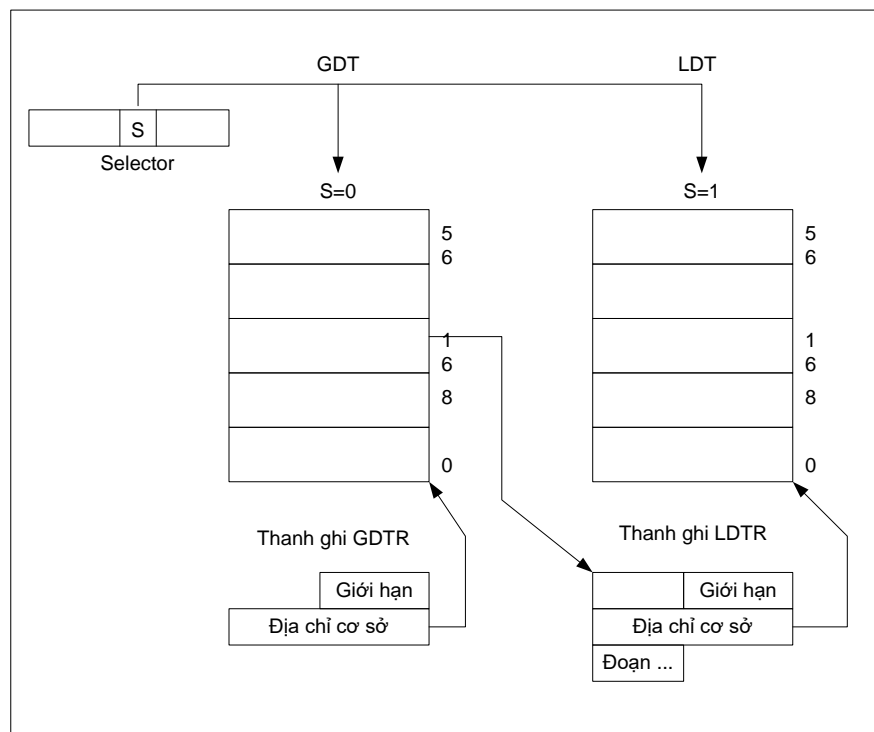 GDT
LDT
S
Selector
S=0
S=1
5
6
1
6
8
0
5
6
1
6
8
0
Thanh ghi GDTR
Thanh ghi LDTR
Giới hạn
Địa chỉ cơ sở
Giới hạn
Địa chỉ cơ sở
Đoạn ...